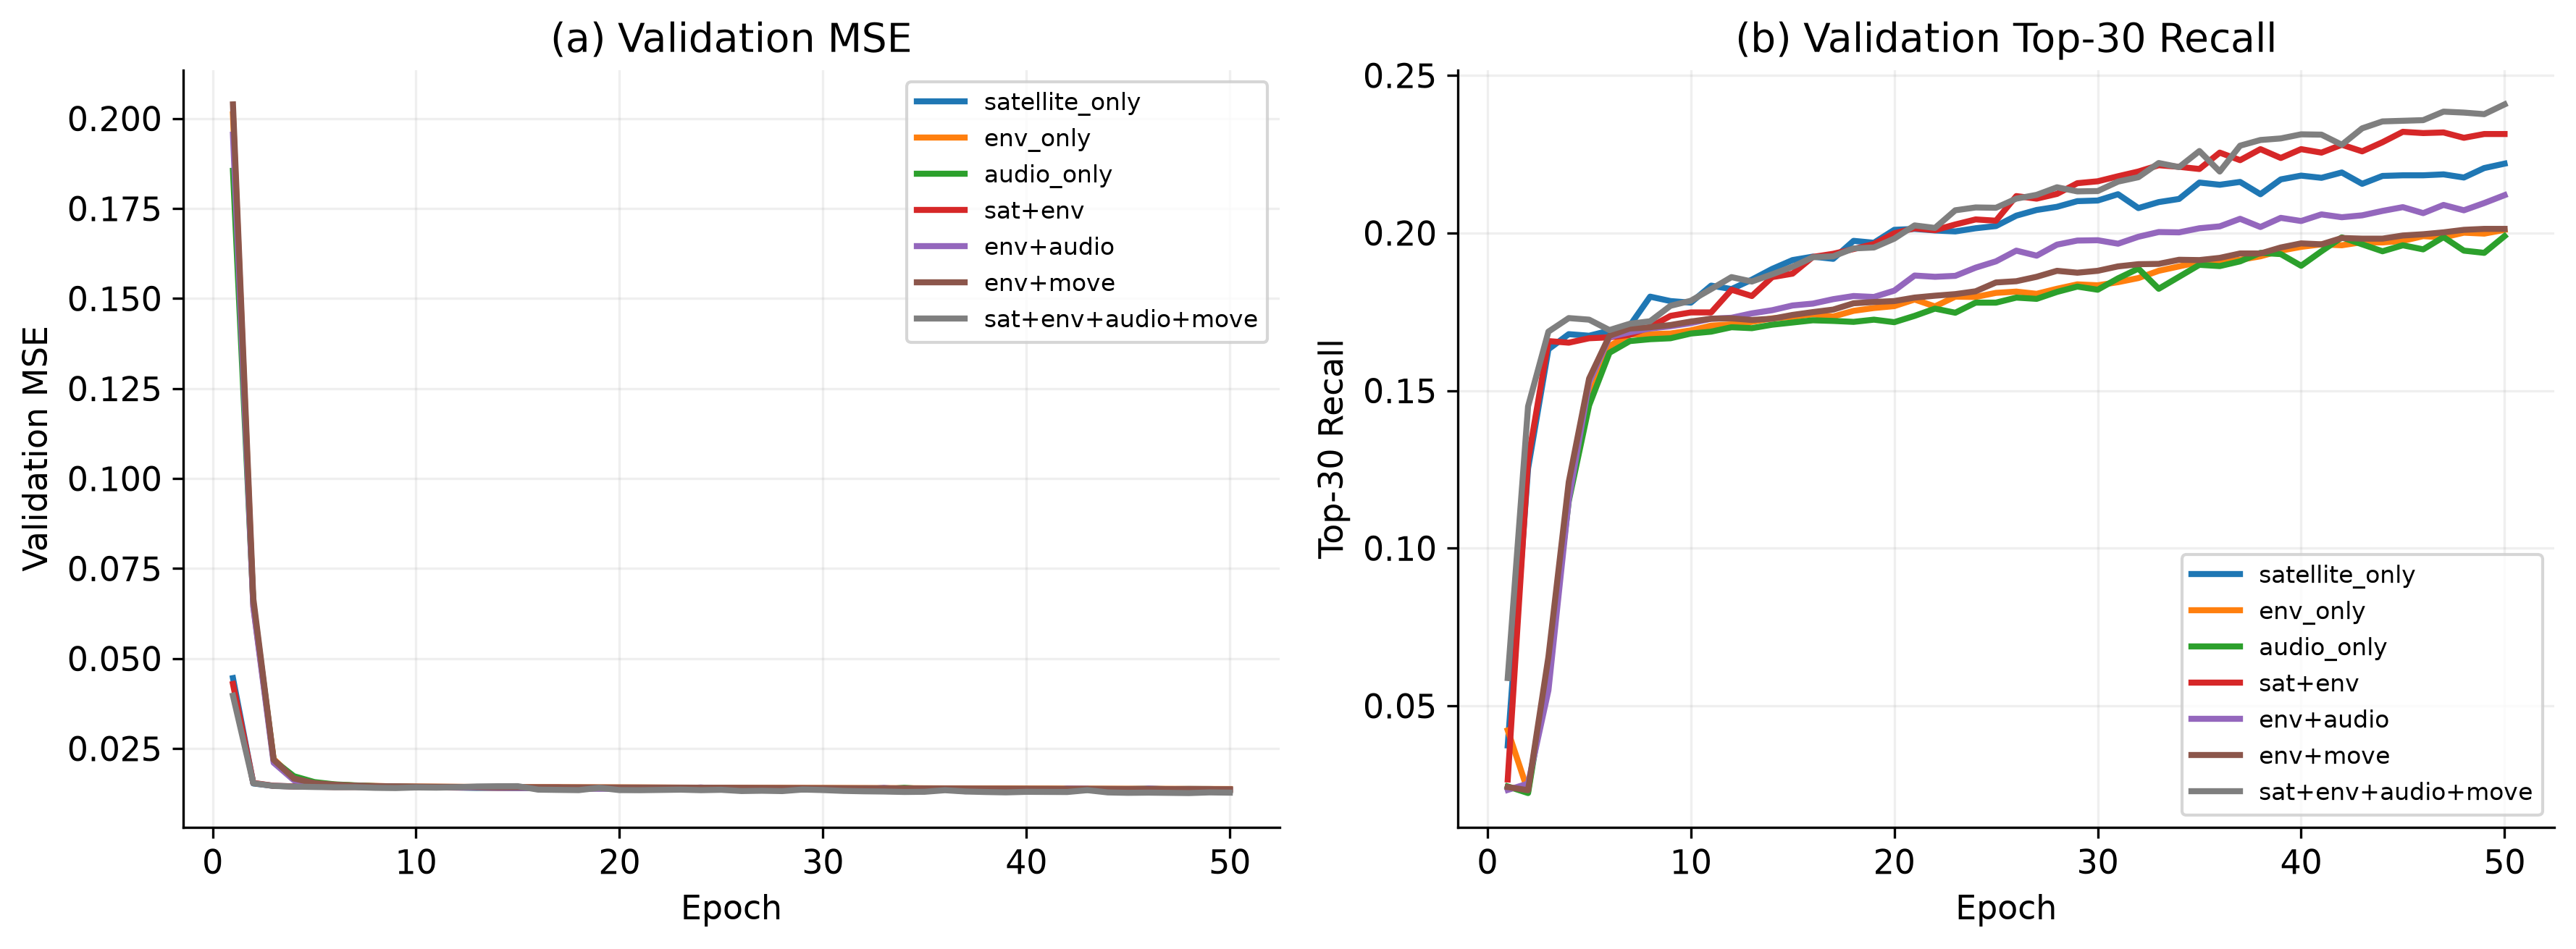 (a) Validation MSE
Validation MSE
0.200
0.175
0.150
0.125
0.100
0.075
0.050
0.025
0
10
20
30
40
50
Epoch
satellite_only
env_only
audio_only
sat+env
env+audio
env+move
sat+env+audio+move
(b) Validation Top-30 Recall
Top-30 Recall
0.25
0.20
0.15
0.10
0.05
0
10
20
30
40
50
Epoch
satellite_only
env_only
audio_only
sat+env
env+audio
env+move
sat+env+audio+move